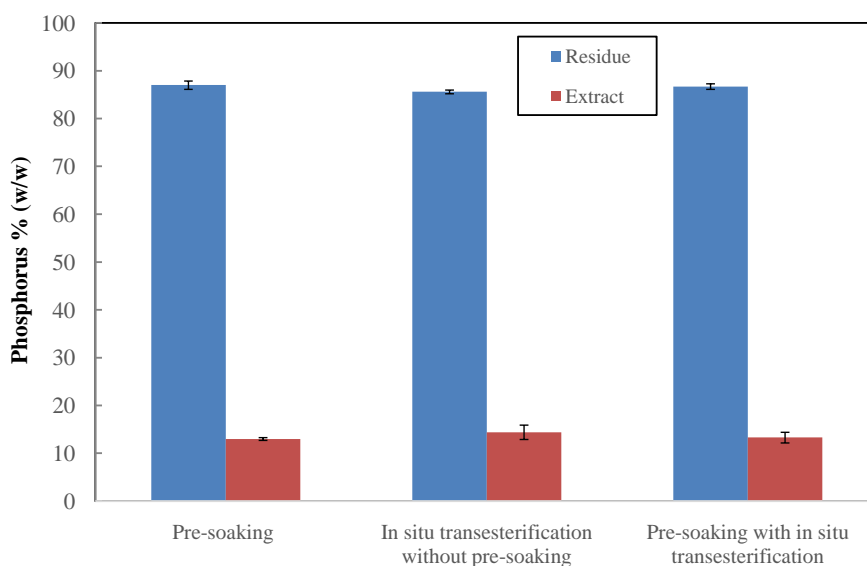 100
90
80
70
60
50
40
30
20
10
0
Phosphorus % (w/w)
Residue
Extract
Pre-soaking
In situ transesterification
without pre-soaking
Pre-soaking with in situ
transesterification